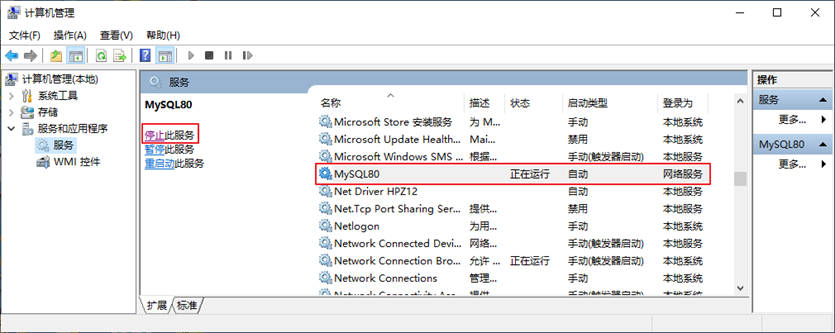 计算机管理
文件(F) 操作(A) 查看(V) 帮助(H)
计算机管理(本地)
系统工具
存储
服务和应用程序
服务
WMI 控件
服务
MySQL80
停止此服务
暂停此服务
重启动此服务
名称 描述 状态 启动类型 登录为
Microsoft Store 安装服务 为 M... 手动 本地系统
Microsoft Update Health... Mai... 禁用 本地系统
Microsoft Windows SMS ... 根据... 手动(触发器启动) 本地系统
MySQL80 正在运行 自动 网络服务
Net Driver HPZ12 自动 本地服务
Net.Tcp Port Sharing Ser... 提供... 禁用 本地服务
Netlogon 为用... 手动 本地系统
Network Connected Devi... 网络... 手动(触发器启动) 本地服务
Network Connection Bro... 允许 ... 正在运行 手动(触发器启动) 本地系统
Network Connections 管理... 手动 本地系统
扩展 标准
操作
服务
更多...
MySQL80
更多...